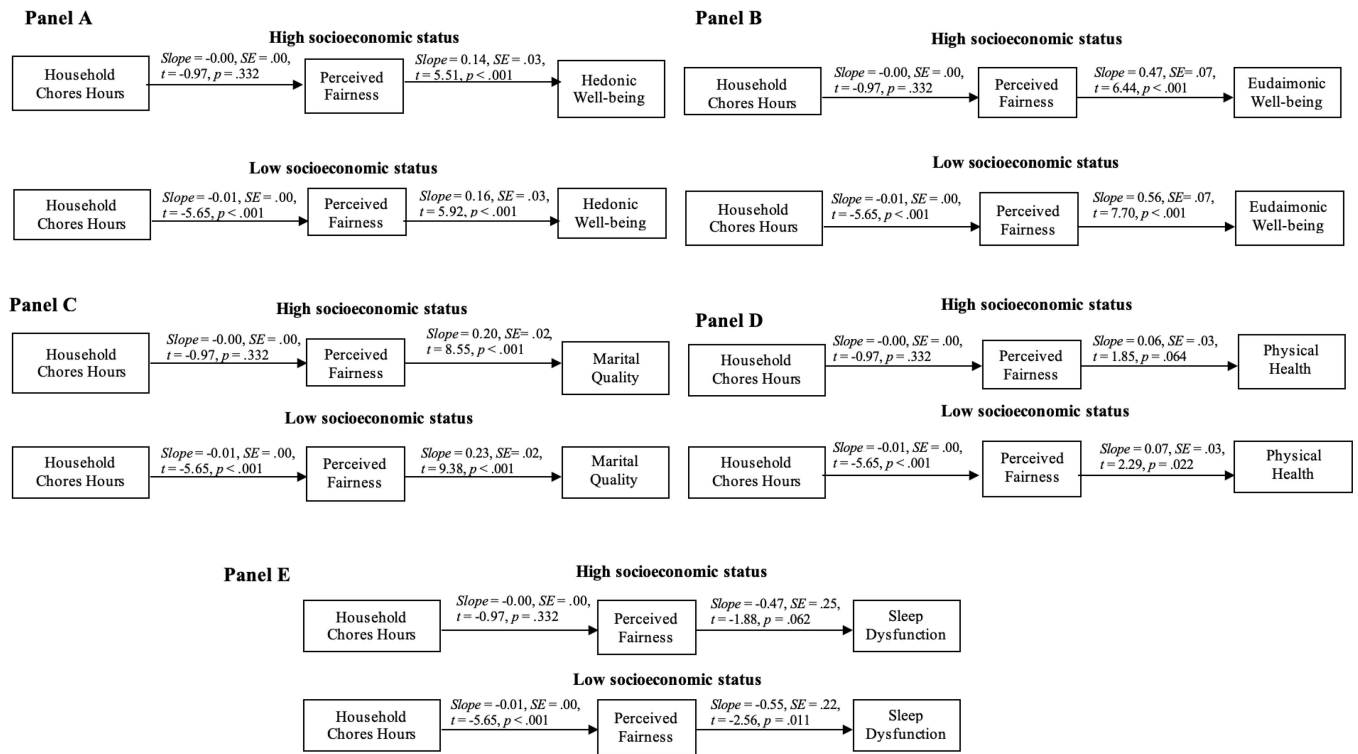 Panel A
High socioeconomic status
Household
Chores Hours
Slope = -0.00, SE = .00,
t = -0.97, p = .332
Perceived
Fairness
Slope = 0.14, SE = .03,
t = 5.51, p < .001
Hedonic
Well-being
Low socioeconomic status
Household
Chores Hours
Slope = -0.01, SE = .00,
t = -5.65, p < .001
Perceived
Fairness
Slope = 0.16, SE = .03,
t = 5.92, p < .001
Hedonic
Well-being
Panel B
High socioeconomic status
Household
Chores Hours
Slope = -0.00, SE = .00,
t = -0.97, p = .332
Perceived
Fairness
Slope = 0.47, SE= .07,
t = 6.44, p < .001
Eudaimonic
Well-being
Low socioeconomic status
Household
Chores Hours
Slope = -0.01, SE = .00,
t = -5.65, p < .001
Perceived
Fairness
Slope = 0.56, SE= .07,
t = 7.70, p < .001
Eudaimonic
Well-being
Panel C
High socioeconomic status
Household
Chores Hours
Slope = -0.00, SE = .00,
t = -0.97, p = .332
Perceived
Fairness
Slope = 0.20, SE= .02,
t = 8.55, p < .001
Marital
Quality
Low socioeconomic status
Household
Chores Hours
Slope = -0.01, SE = .00,
t = -5.65, p < .001
Perceived
Fairness
Slope = 0.23, SE= .02,
t = 9.38, p < .001
Marital
Quality
Panel D
High socioeconomic status
Household
Chores Hours
Slope = -0.00, SE = .00,
t = -0.97, p = .332
Perceived
Fairness
Slope = 0.06, SE = .03,
t = 1.85, p = .064
Physical
Health
Low socioeconomic status
Household
Chores Hours
Slope = -0.01, SE = .00,
t = -5.65, p < .001
Perceived
Fairness
Slope = 0.07, SE = .03,
t = 2.29, p = .022
Physical
Health
Panel E
High socioeconomic status
Household
Chores Hours
Slope = -0.00, SE = .00,
t = -0.97, p = .332
Perceived
Fairness
Slope = -0.47, SE = .25,
t = -1.88, p = .062
Sleep
Dysfunction
Low socioeconomic status
Household
Chores Hours
Slope = -0.01, SE = .00,
t = -5.65, p < .001
Perceived
Fairness
Slope = -0.55, SE = .22,
t = -2.56, p = .011
Sleep
Dysfunction